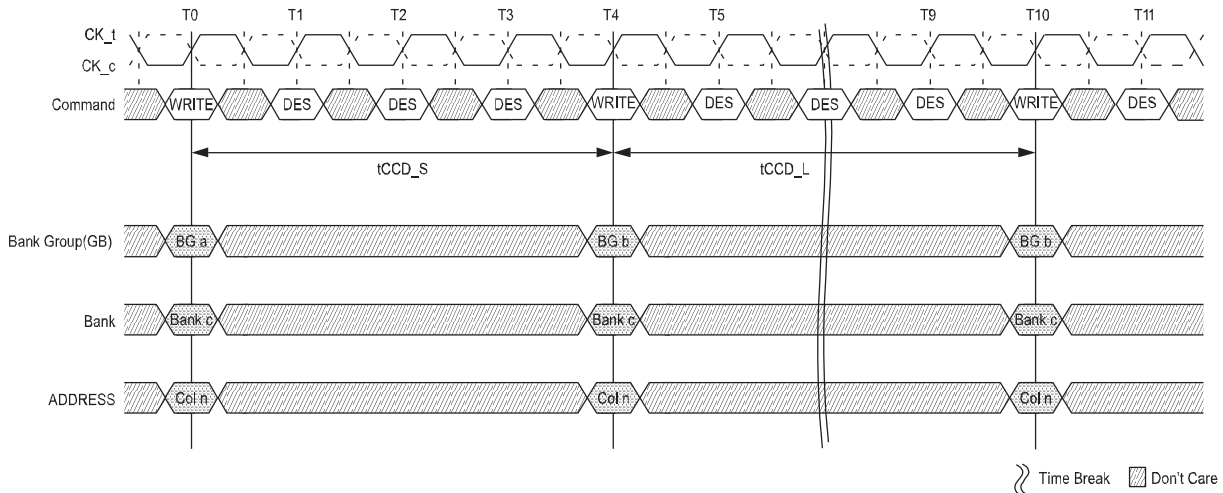 T0 T1 T2 T3 T4 T5 T9 T10 T11
CK_t
CK_c
Command WRITE DES DES DES WRITE DES DES DES WRITE DES
tCCD_S tCCD_L
Bank Group(GB) BG a BG b BG b
Bank Bank c Bank c Bank c
ADDRESS Col n Col n Col n
Time Break Don't Care